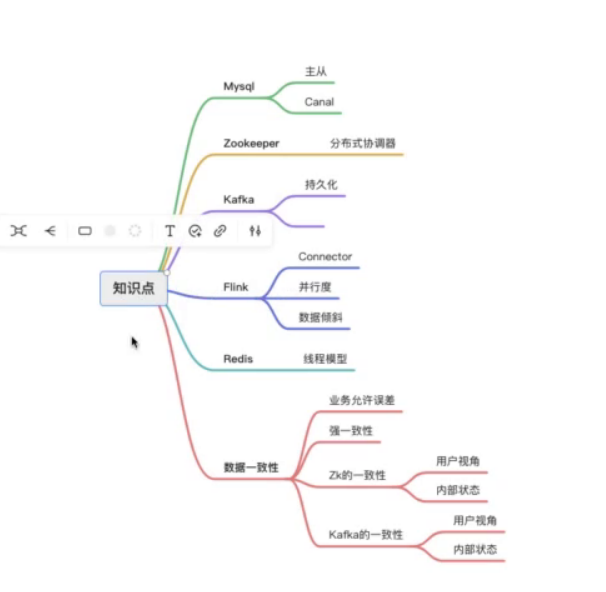 主从
Mysql
Canal
Zookeeper 分布式协调器
持久化
Kafka
T
Connector
知识点
Flink 并行度
数据倾斜
Redis 线程模型
业务允许误差
强一致性
数据一致性
Zk的一致性
用户视角
内部状态
Kafka的一致性
用户视角
内部状态